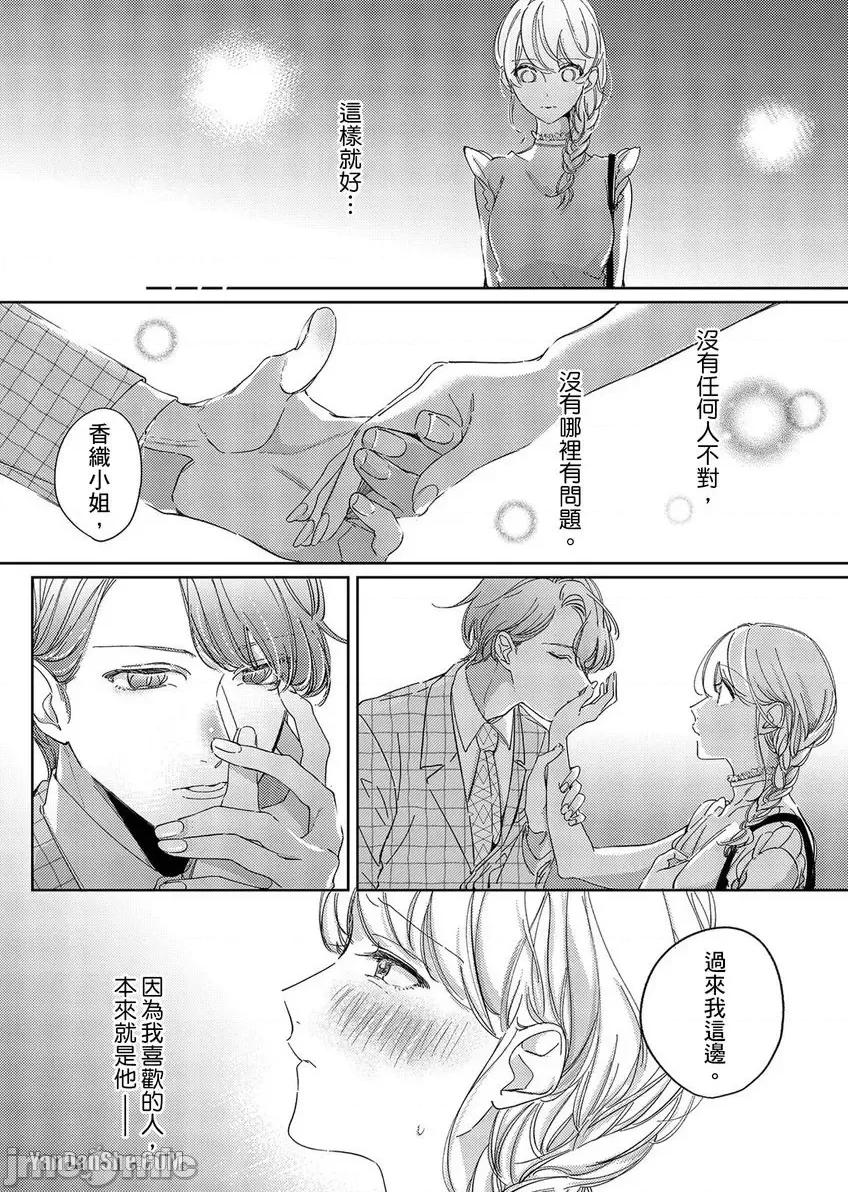 這樣就好…
沒有任何人不對，
沒有哪裡有問題。
香織小姐，
過來我這邊。
因為我喜歡的人，
本來就是他——
YanDanShe.COM